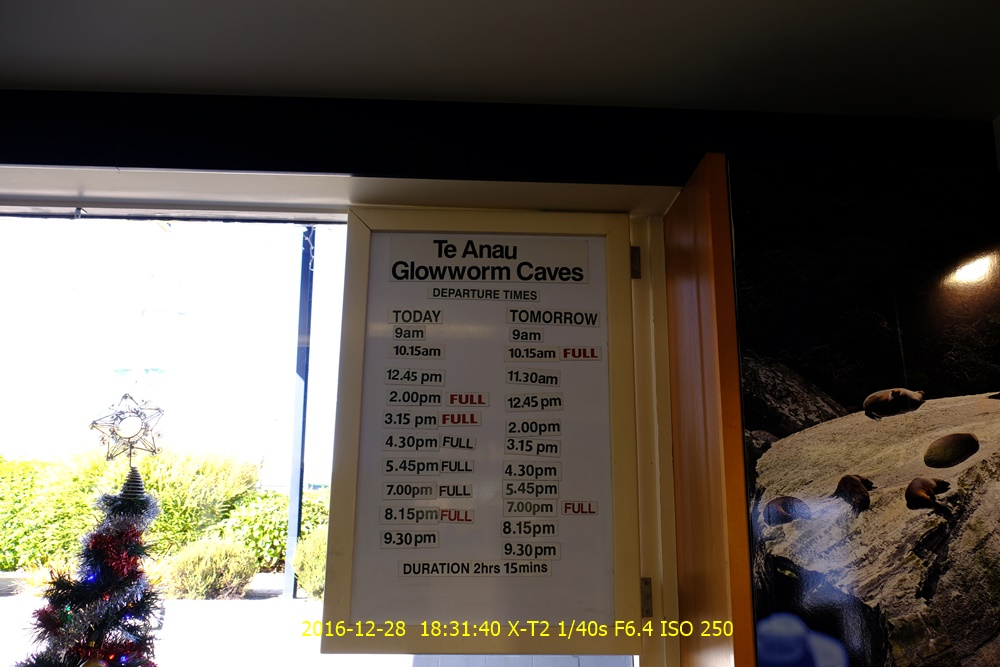 Te Anau
Glowworm Caves
DEPARTURE TIMES
TODAY
9am
10.15am
12.45 pm
2.00pm FULL
3.15 pm FULL
4.30pm FULL
5.45pm FULL
7.00pm FULL
8.15pm FULL
9.30pm
TOMORROW
9am
10.15am FULL
11.30am
12.45 pm
2.00pm
3.15 pm
4.30pm
5.45pm
7.00pm FULL
8.15pm
9.30pm
DURATION 2hrs 15mins
2016-12-28 18:31:40 X-T2 1/40s F6.4 ISO 250